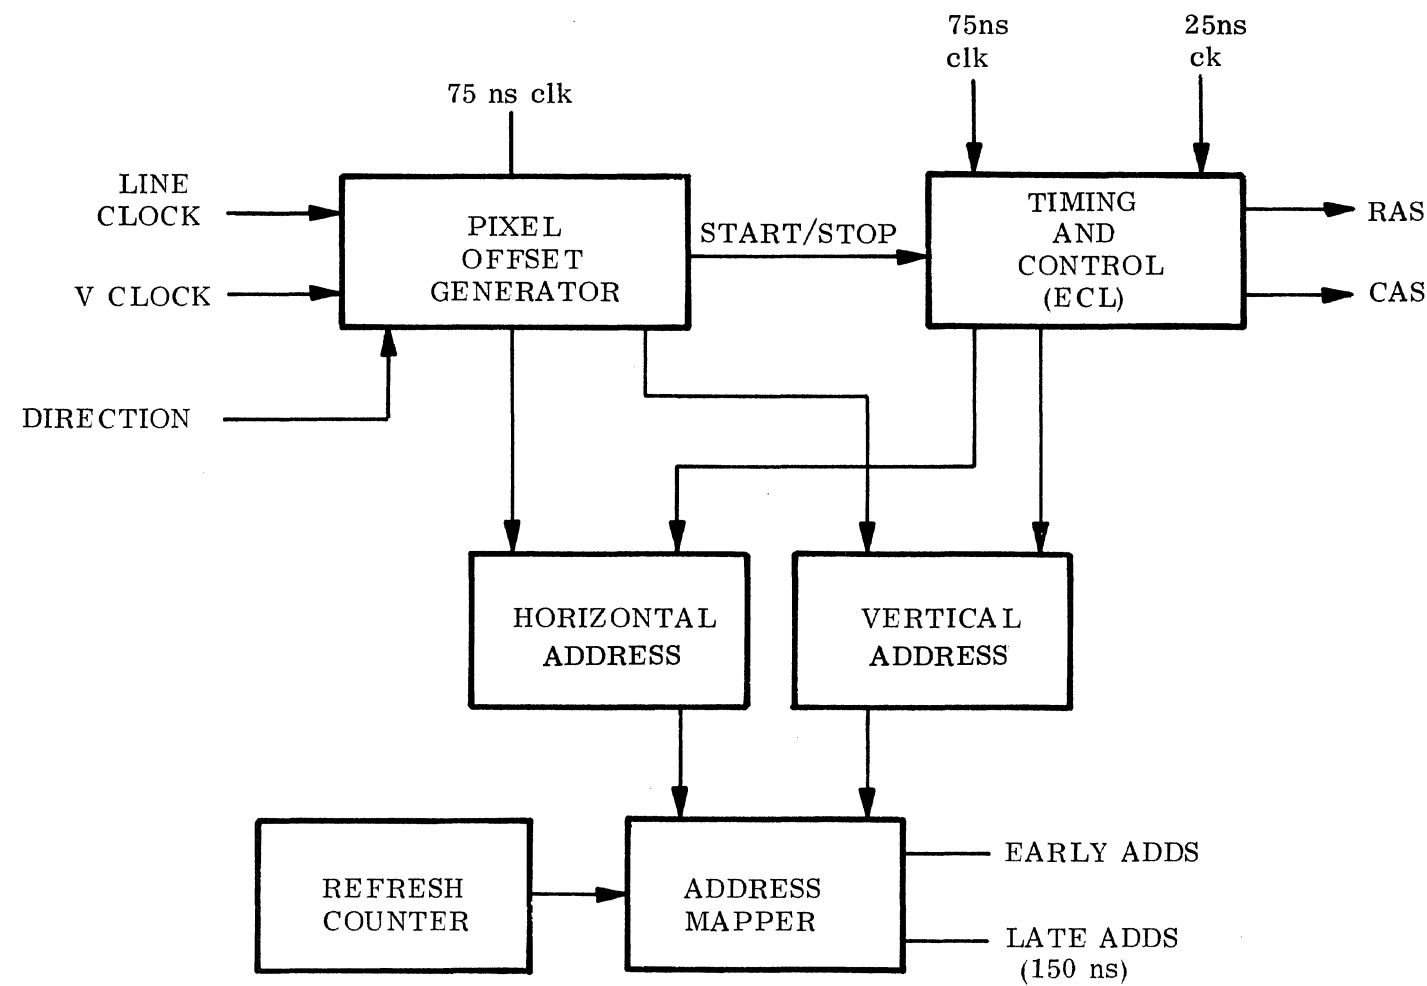 75ns
clk
25ns
ck
75 ns clk
LINE
CLOCK
V CLOCK
DIRECTION
PIXEL
OFFSET
GENERATOR
START/STOP
TIMING
AND
CONTROL
(ECL)
RAS
CAS
HORIZONTAL
ADDRESS
VERTICAL
ADDRESS
REFRESH
COUNTER
ADDRESS
MAPPER
EARLY ADDS
LATE ADDS
(150 ns)